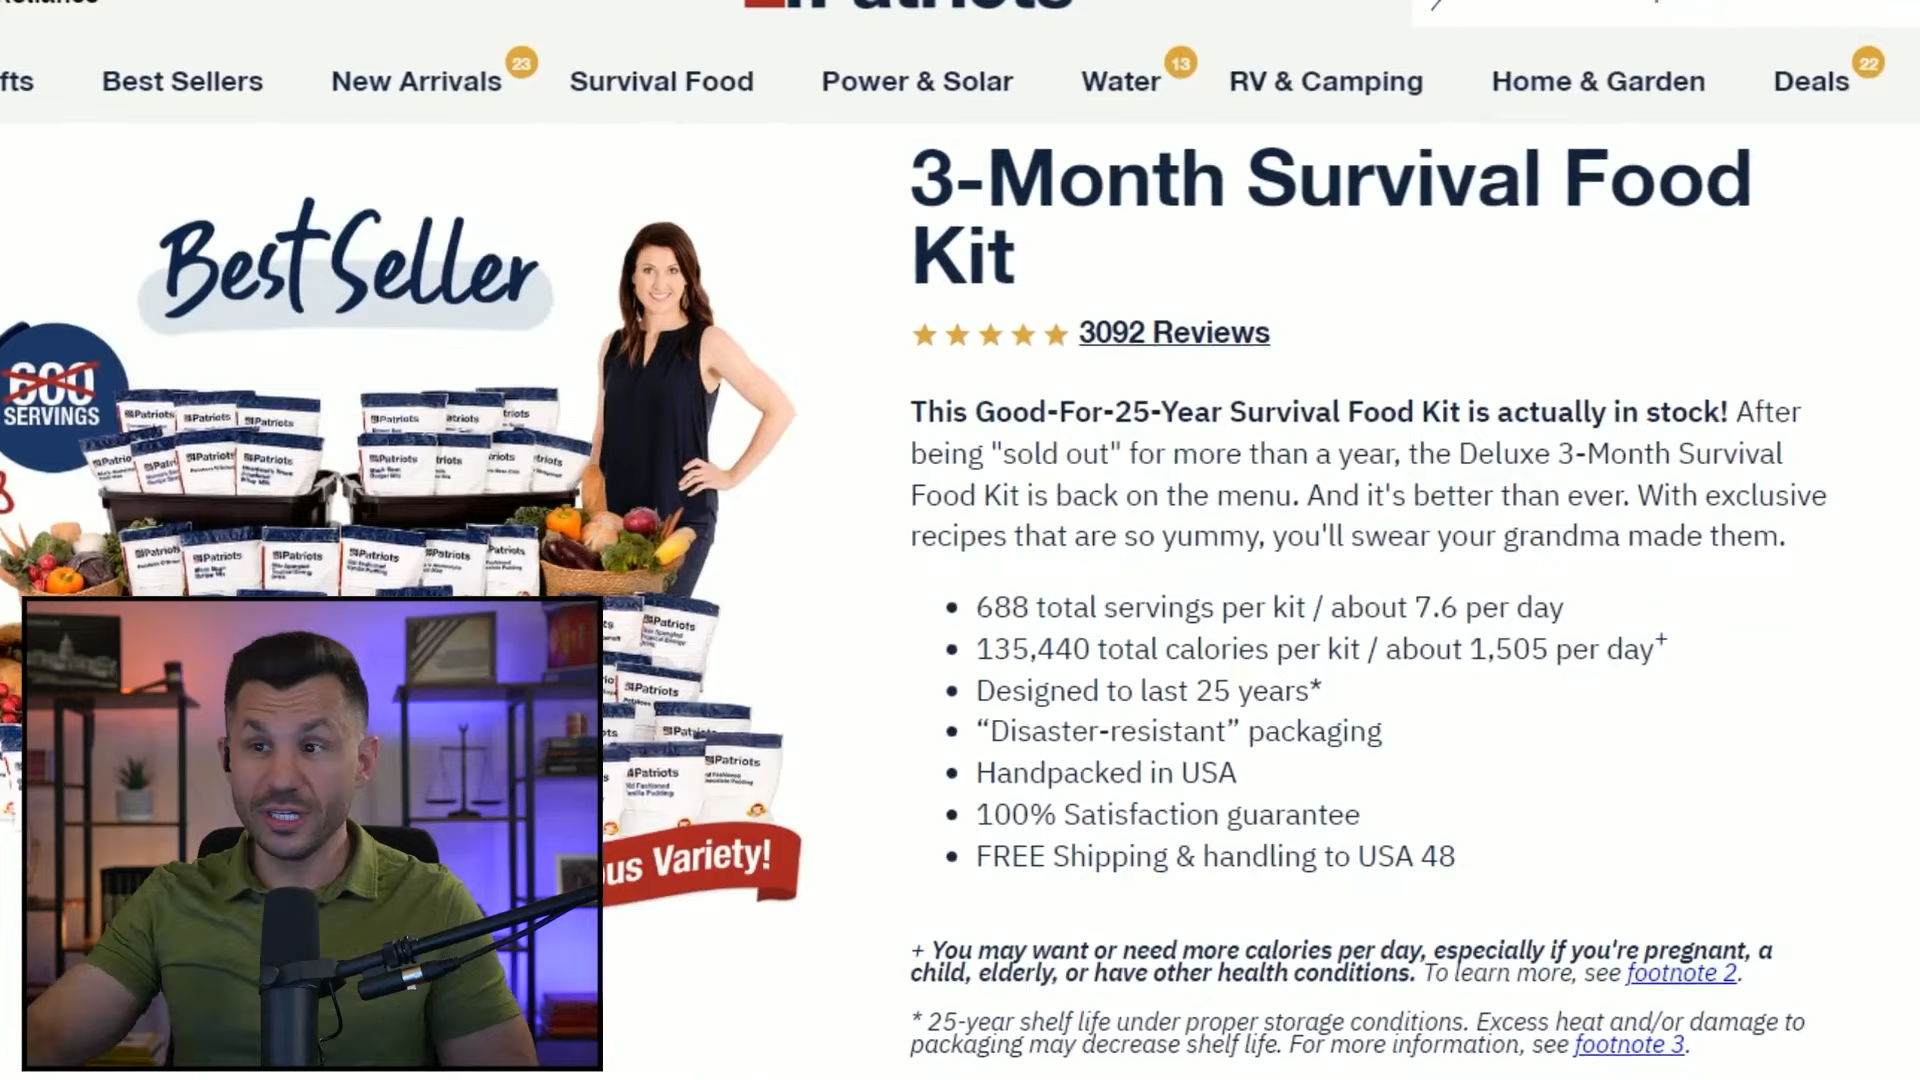 Patriots
fts
Best Sellers
New Arrivals
23
Survival Food
Power & Solar
Water
13
RV & Camping
Home & Garden
Deals
22
3-Month Survival Food
Kit
3092 Reviews
Best Seller
600
SERVINGS
This Good-For-25-Year Survival Food Kit is actually in stock! After
being "sold out" for more than a year, the Deluxe 3-Month Survival
Food Kit is back on the menu. And it's better than ever. With exclusive
recipes that are so yummy, you'll swear your grandma made them.
688 total servings per kit / about 7.6 per day
135,440 total calories per kit / about 1,505 per day+
Designed to last 25 years*
“Disaster-resistant” packaging
Handpacked in USA
100% Satisfaction guarantee
FREE Shipping & handling to USA 48
+ You may want or need more calories per day, especially if you're pregnant, a
child, elderly, or have other health conditions. To learn more, see footnote 2.
* 25-year shelf life under proper storage conditions. Excess heat and/or damage to
packaging may decrease shelf life. For more information, see footnote 3.
4Patriots
4Patriots
4Patriots
4Patriots
4Patriots
4Patriots
4Patriots
us Variety!